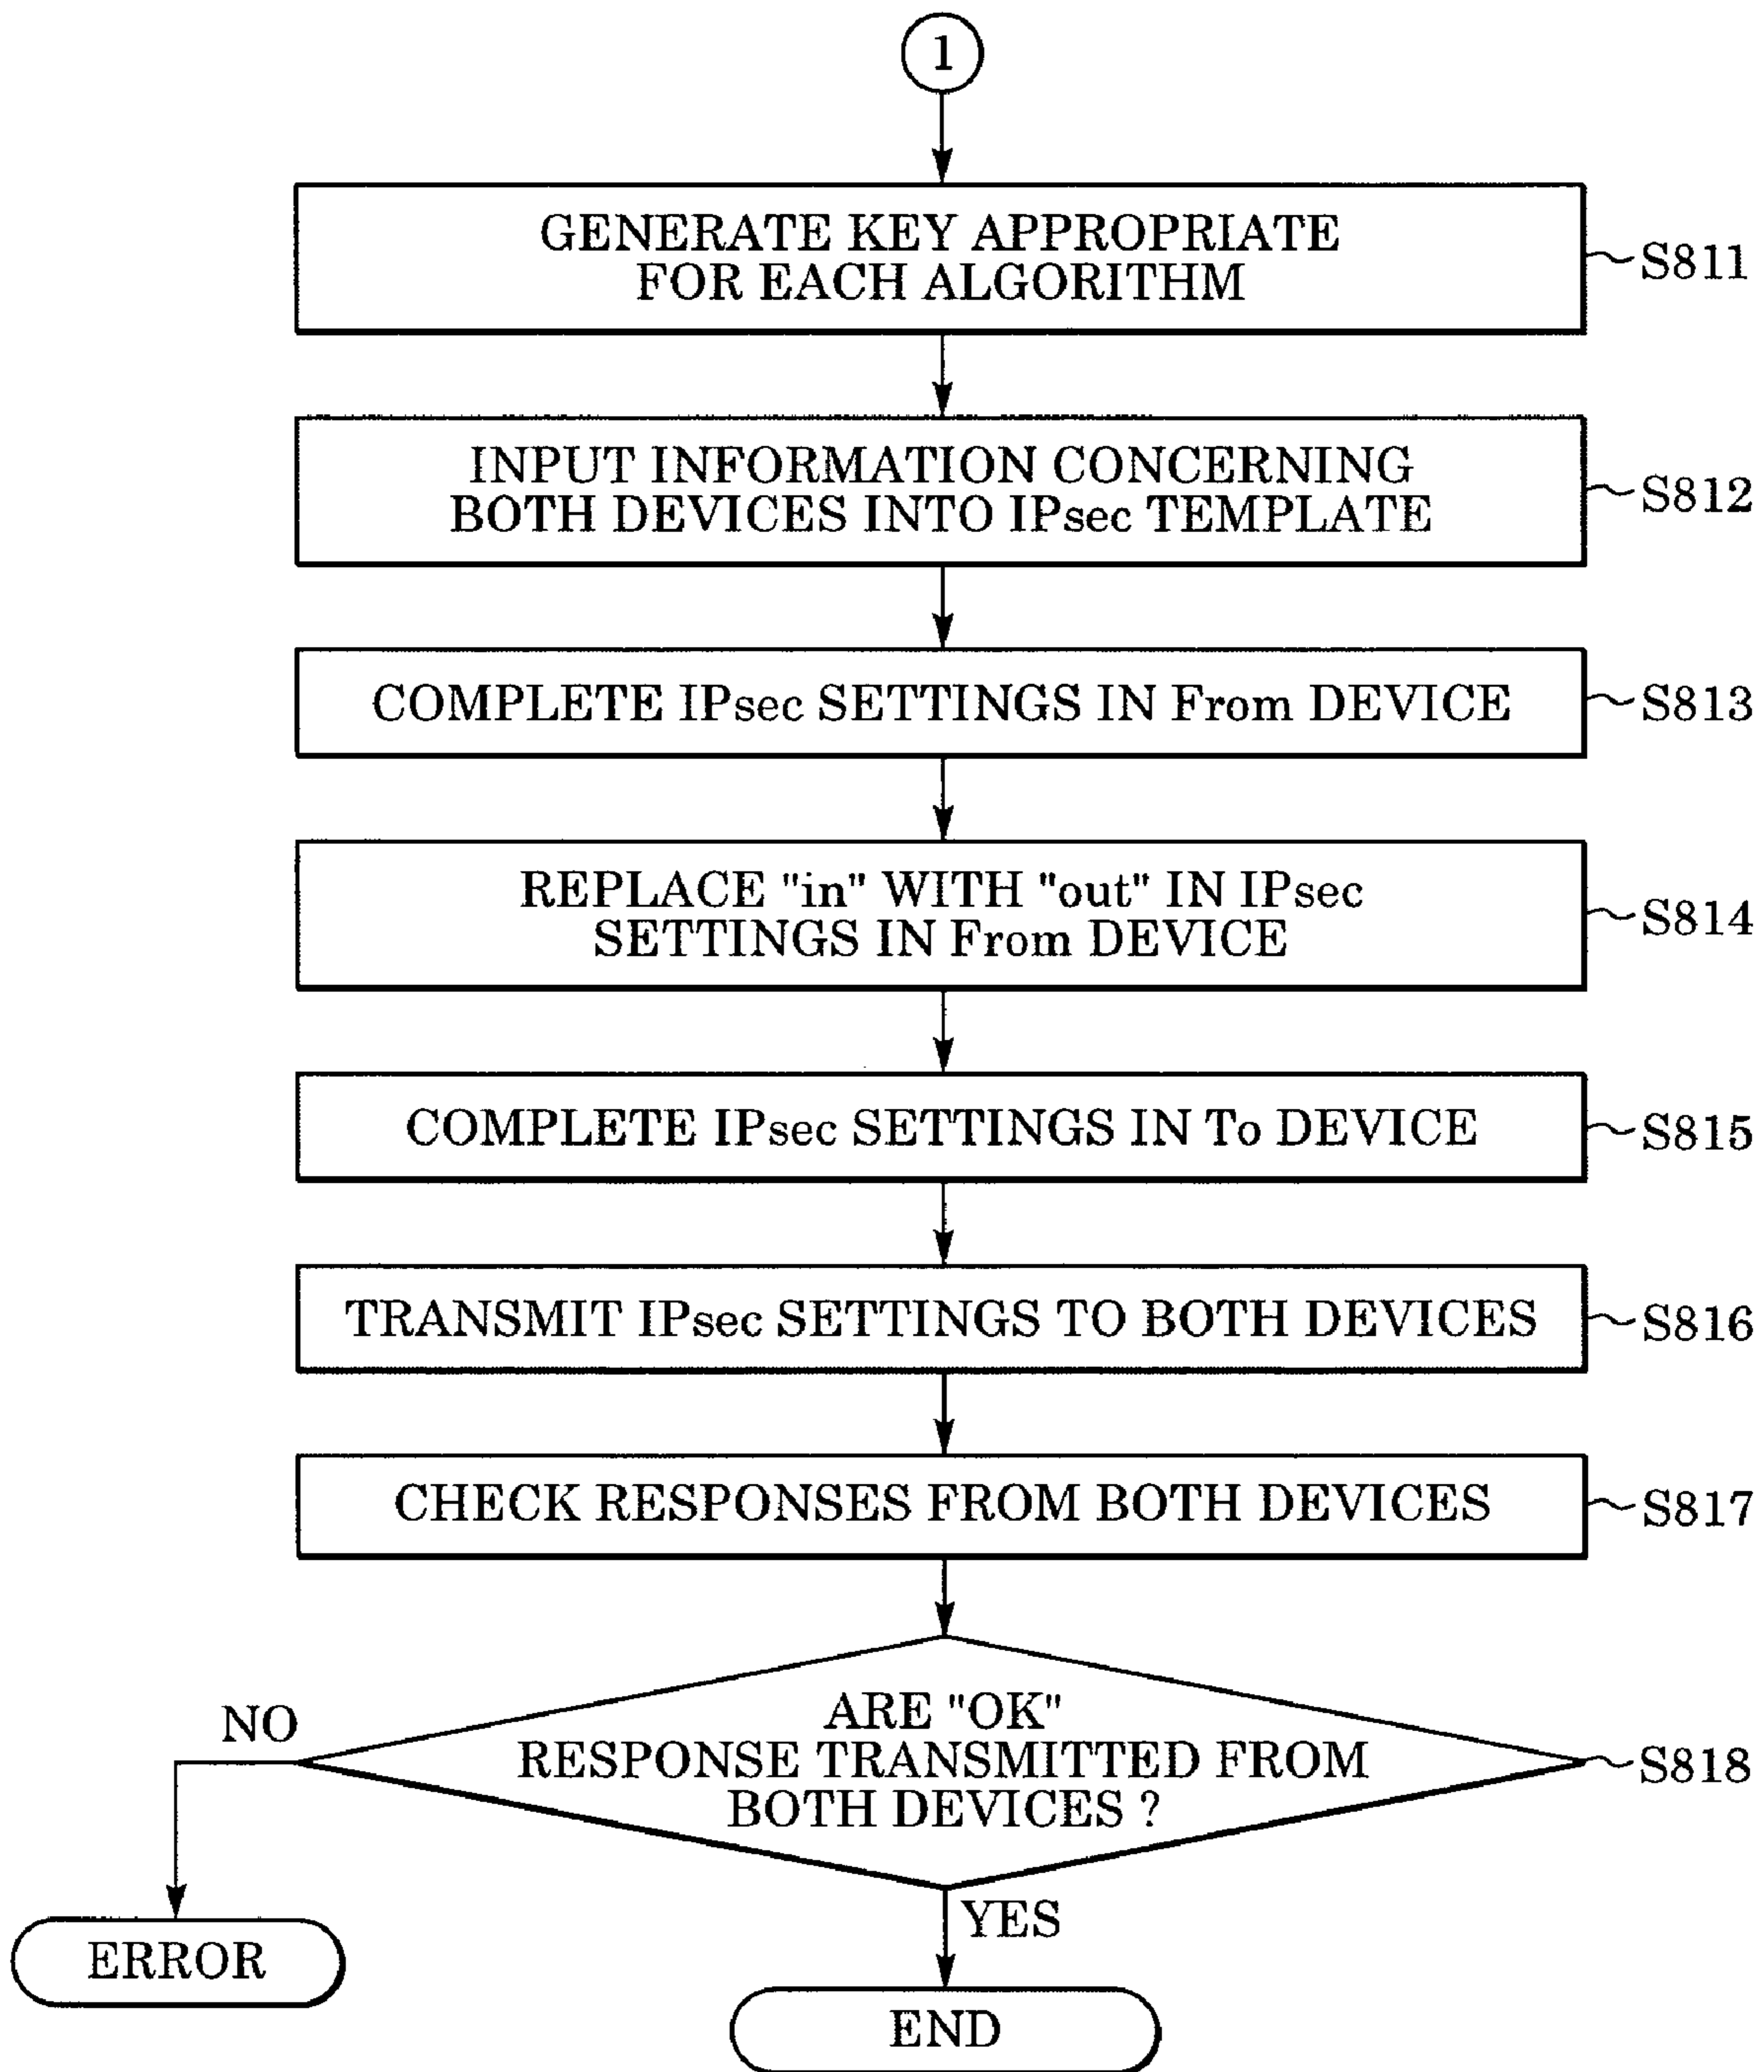 1
GENERATE KEY APPROPRIATE
FOR EACH ALGORITHM
S811
INPUT INFORMATION CONCERNING
BOTH DEVICES INTO IPsec TEMPLATE
S812
COMPLETE IPsec SETTINGS IN From DEVICE
S813
REPLACE "in" WITH "out" IN IPsec
SETTINGS IN From DEVICE
S814
COMPLETE IPsec SETTINGS IN To DEVICE
S815
TRANSMIT IPsec SETTINGS TO BOTH DEVICES
S816
CHECK RESPONSES FROM BOTH DEVICES
S817
ARE "OK"
RESPONSE TRANSMITTED FROM
BOTH DEVICES ?
S818
NO
YES
ERROR
END